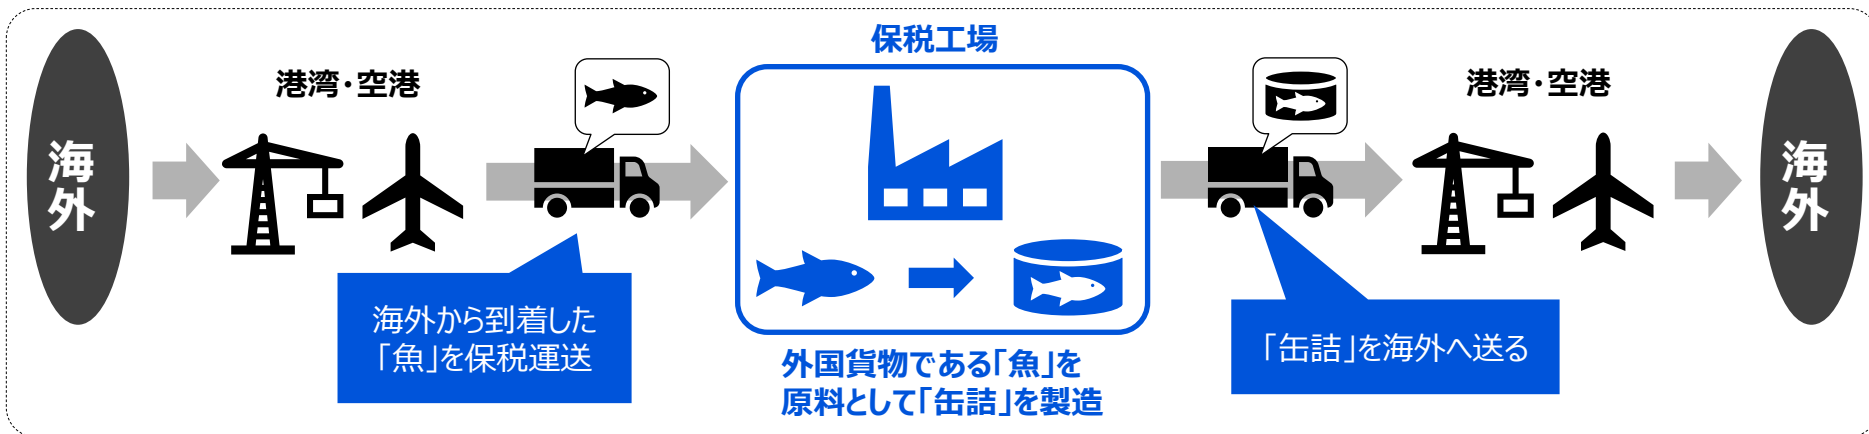 海外
港湾・空港
海外から到着した
「魚」を保税運送
保税工場
外国貨物である「魚」を
原料として「缶詰」を製造
「缶詰」を海外へ送る
港湾・空港
海外